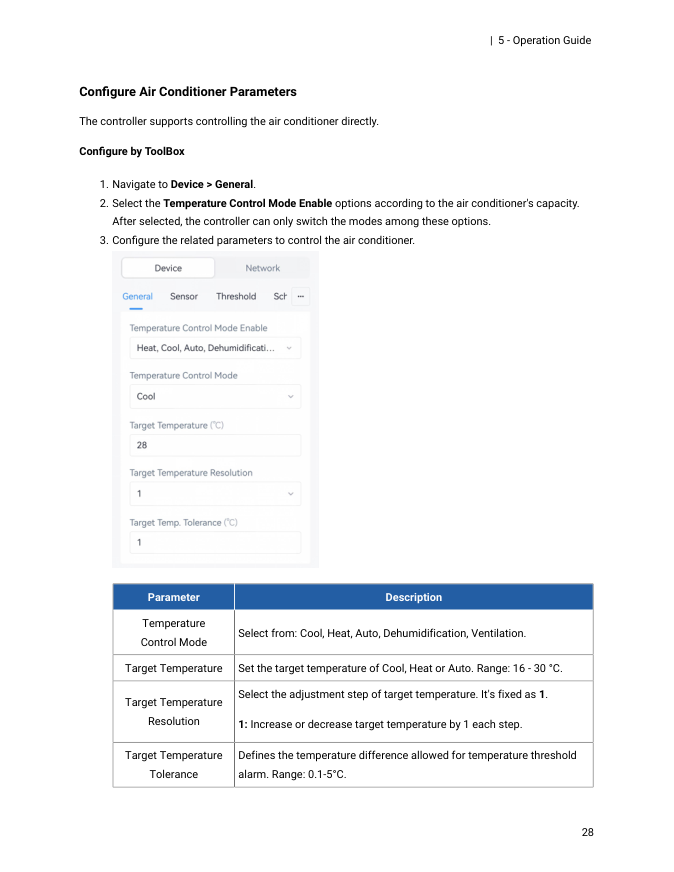 | 5 - Operation Guide
Configure Air Conditioner Parameters
The controller supports controlling the air conditioner directly.
Configure by ToolBox
1. Navigate to Device > General.
2. Select the Temperature Control Mode Enable options according to the air conditioner's capacity.
After selected, the controller can only switch the modes among these options.
3. Configure the related parameters to control the air conditioner.
Device Network
General Sensor Threshold Sch ...
Temperature Control Mode Enable
Heat, Cool, Auto, Dehumidificati...
Temperature Control Mode
Cool
Target Temperature (°C)
28
Target Temperature Resolution
1
Target Temp. Tolerance (°C)
1
Parameter Description
Temperature
Control Mode
Select from: Cool, Heat, Auto, Dehumidification, Ventilation.
Target Temperature Set the target temperature of Cool, Heat or Auto. Range: 16 - 30 °C.
Target Temperature
Resolution
Select the adjustment step of target temperature. It's fixed as 1.
1: Increase or decrease target temperature by 1 each step.
Target Temperature
Tolerance
Defines the temperature difference allowed for temperature threshold
alarm. Range: 0.1-5°C.
28